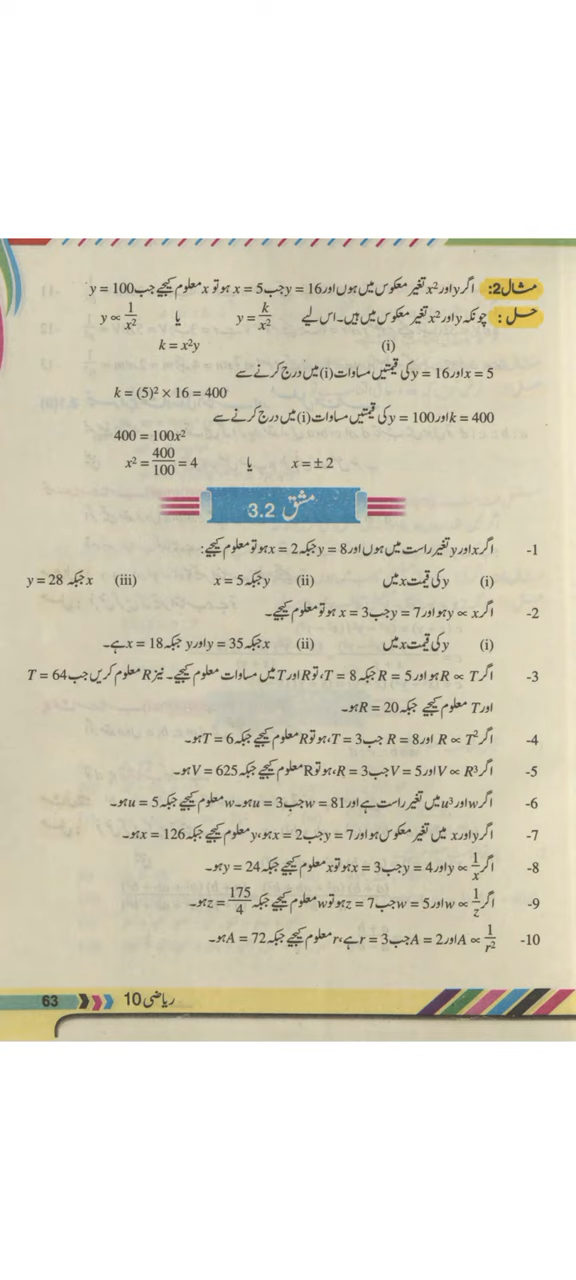 مثال2: اگر y اور x² تغیر معکوس میں ہوں اور y = 16 جب x = 5 ہو تو x معلوم کیجیے جب y = 100
حل: چونکہ y اور x² تغیر معکوس میں ہیں۔ اس لیے y = k/x² یا y ∝ 1/x²
k = x²y (i)
x = 5 اور y = 16 کی قیمتیں مساوات (i) میں درج کرنے سے
k = (5)² × 16 = 400
k = 400 اور y = 100 کی قیمتیں مساوات (i) میں درج کرنے سے
400 = 100x²
x² = 400/100 = 4 یا x = ± 2
مشق 3.2
-1 اگر x اور y تغیر راست میں ہوں اور y = 8 جبکہ x = 2 ہو تو معلوم کیجیے:
(i) y کی قیمت x میں (ii) y جبکہ x = 5 (iii) x جبکہ y = 28
-2 اگر y ∝ x ہو اور y = 7 جب x = 3 ہو تو معلوم کیجیے۔
(i) y کی قیمت x میں (ii) x جبکہ y = 35 اور y جبکہ x = 18 ہے۔
-3 اگر R ∝ T ہو اور R = 5 جبکہ T = 8، تو R اور T میں مساوات معلوم کیجیے۔ نیز R معلوم کریں جب T = 64
اور T معلوم کیجیے جبکہ R = 20 ہو۔
-4 اگر R ∝ T² اور R = 8 جب T = 3 ہو، تو R معلوم کیجیے جبکہ T = 6 ہو۔
-5 اگر V ∝ R³ اور V = 5 جب R = 3 ہو، تو R معلوم کیجیے جبکہ V = 625 ہو۔
-6 اگر w اور u³ میں تغیر راست ہے اور w = 81 جب u = 3 ہو۔ w معلوم کیجیے جبکہ u = 5 ہو۔
-7 اگر y اور x میں تغیر معکوس ہو اور y = 7 جب x = 2 ہو، y معلوم کیجیے جبکہ x = 126 ہو۔
-8 اگر y ∝ 1/x اور y = 4 جب x = 3 ہو تو x معلوم کیجیے جبکہ y = 24 ہو۔
-9 اگر w ∝ 1/z اور w = 5 جب z = 7 ہو تو w معلوم کیجیے جبکہ z = 175/4 ہو۔
-10 اگر A ∝ 1/r² اور A = 2 جب r = 3 ہے، r معلوم کیجیے جبکہ A = 72 ہو۔
ریاضی 10 63